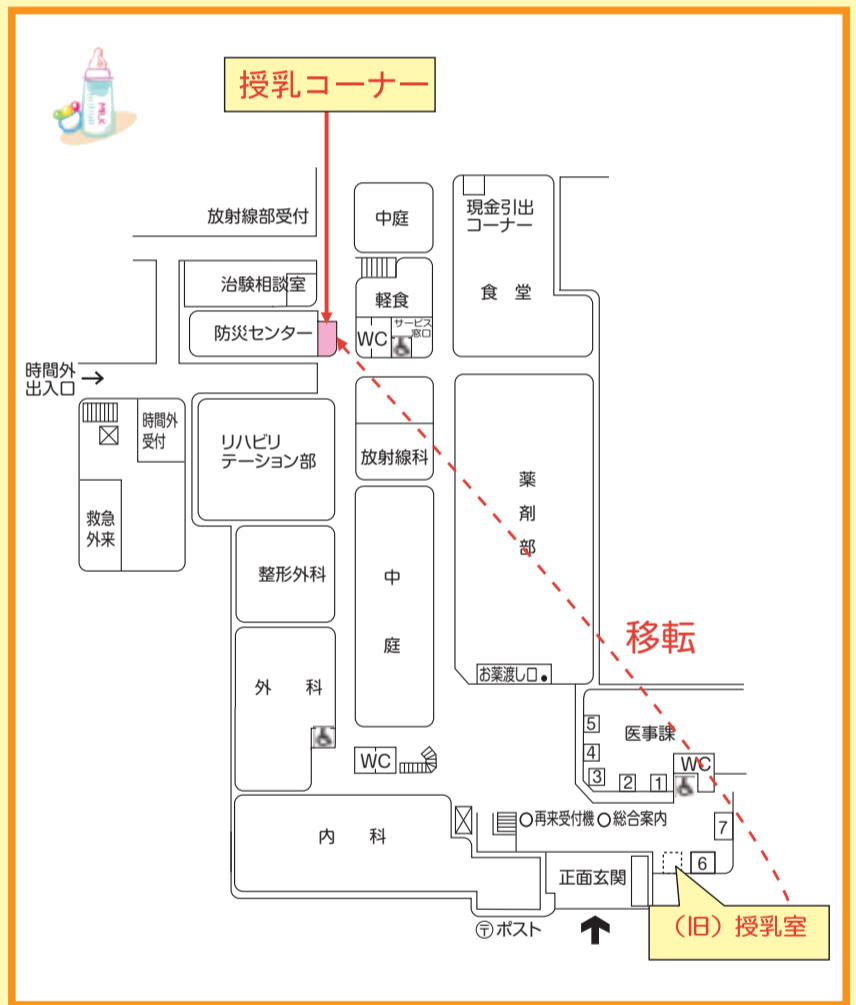 授乳コーナー
MILK
放射線部受付
中庭
現金引出
コーナー
治験相談室
軽食
食 堂
防災センター
WC
サービス
窓口
時間外
出入口
時間外
受付
リハビリ
テーション部
放射線科
薬
剤
部
救急
外来
整形外科
中
庭
移転
外 科
お薬渡し口
5
医事課
4
WC
WC
3
2
1
再来受付機
総合案内
7
内 科
6
正面玄関
〒ポスト
(旧)授乳室